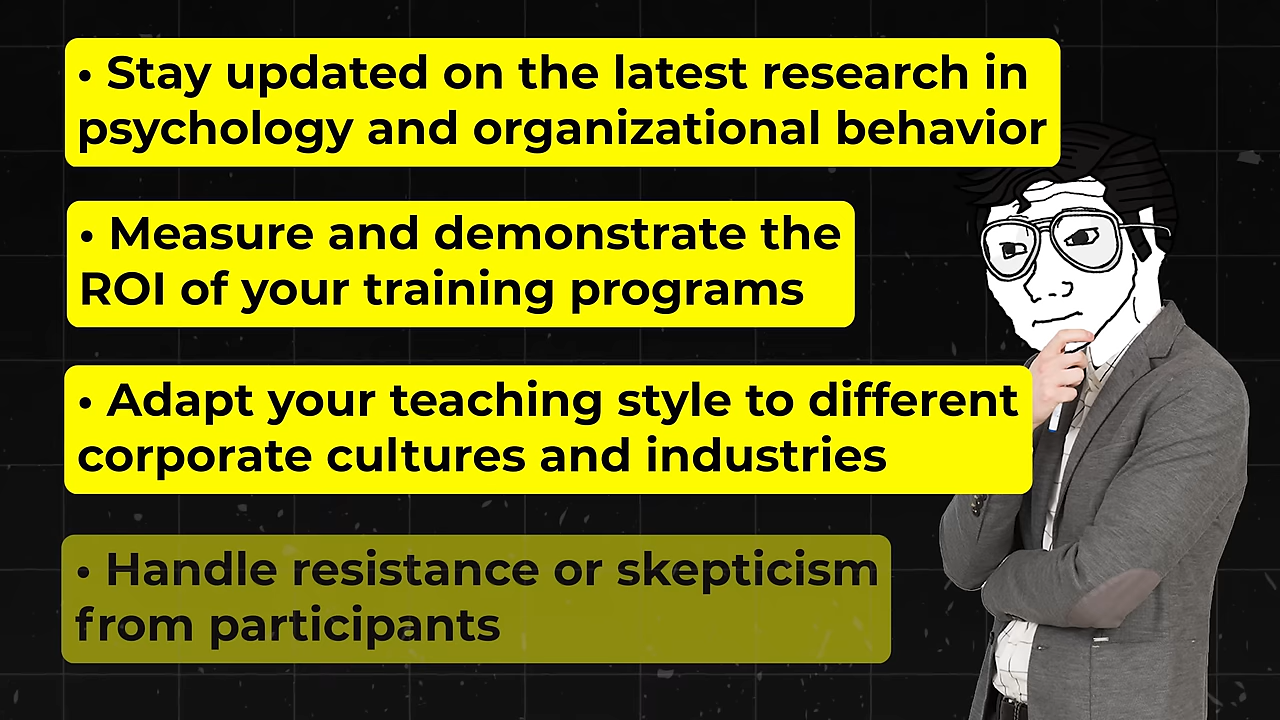 • Stay updated on the latest research in
psychology and organizational behavior
• Measure and demonstrate the
ROI of your training programs
• Adapt your teaching style to different
corporate cultures and industries
• Handle resistance or skepticism
from participants